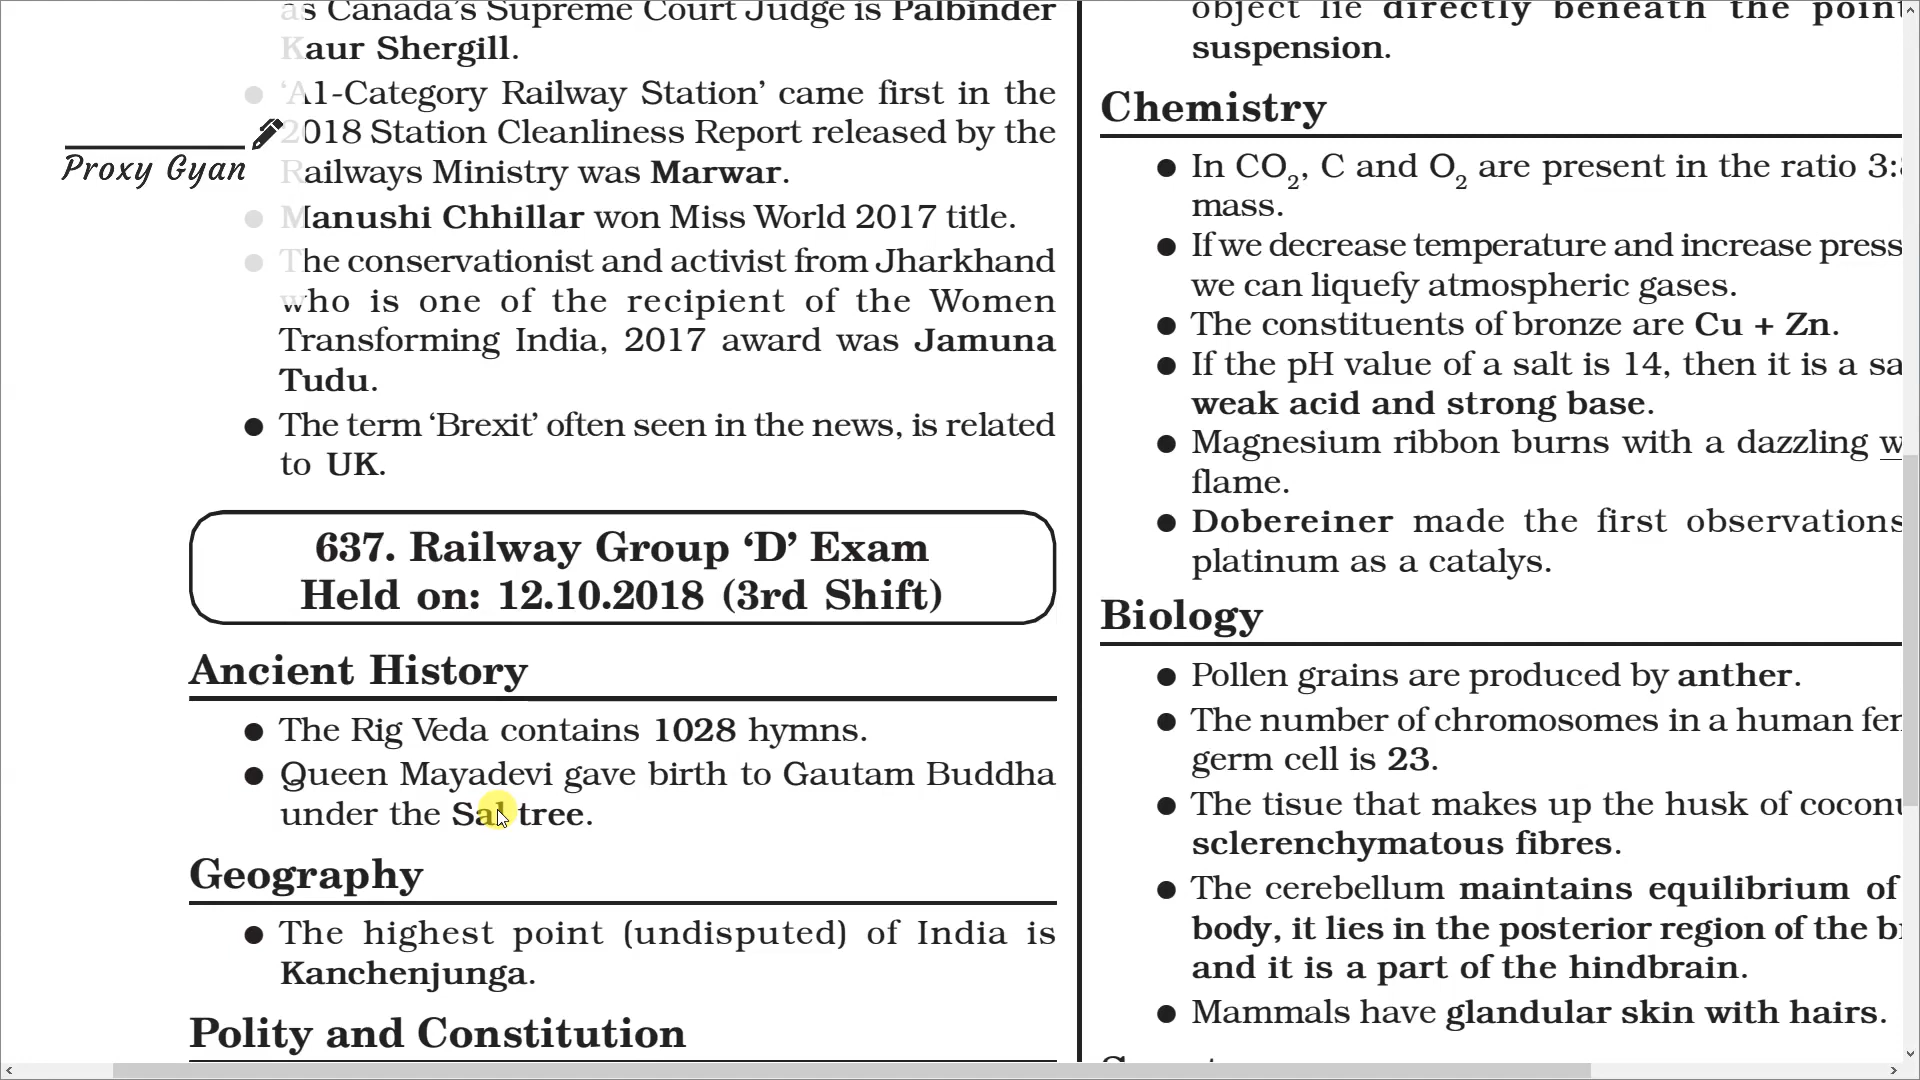 as Canada's Supreme Court Judge is Palbinder
Kaur Shergill.
● 'A1-Category Railway Station' came first in the
2018 Station Cleanliness Report released by the
Railways Ministry was Marwar.
● Manushi Chhillar won Miss World 2017 title.
● The conservationist and activist from Jharkhand
who is one of the recipient of the Women
Transforming India, 2017 award was Jamuna
Tudu.
● The term 'Brexit' often seen in the news, is related
to UK.
Proxy Gyan
637. Railway Group 'D' Exam
Held on: 12.10.2018 (3rd Shift)
Ancient History
● The Rig Veda contains 1028 hymns.
● Queen Mayadevi gave birth to Gautam Buddha
under the Sal tree.
Geography
● The highest point (undisputed) of India is
Kanchenjunga.
Polity and Constitution
object lie directly beneath the point
suspension.
Chemistry
● In CO₂, C and O₂ are present in the ratio 3:
mass.
● If we decrease temperature and increase press
we can liquefy atmospheric gases.
● The constituents of bronze are Cu + Zn.
● If the pH value of a salt is 14, then it is a sa
weak acid and strong base.
● Magnesium ribbon burns with a dazzling w
flame.
● Dobereiner made the first observations
platinum as a catalys.
Biology
● Pollen grains are produced by anther.
● The number of chromosomes in a human fe
germ cell is 23.
● The tissue that makes up the husk of cocon
sclerenchymatous fibres.
● The cerebellum maintains equilibrium of
body, it lies in the posterior region of the b
and it is a part of the hindbrain.
● Mammals have glandular skin with hairs.